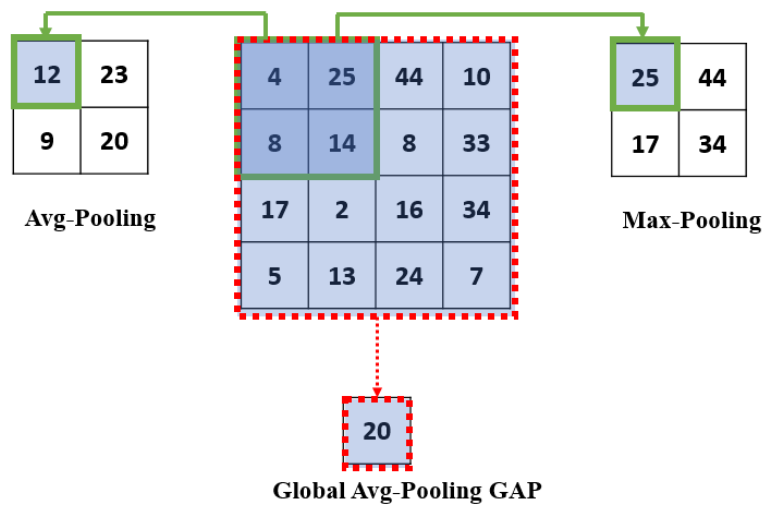 12 23
9 20
Avg-Pooling
4 25 44 10
8 14 8 33
17 2 16 34
5 13 24 7
25 44
17 34
Max-Pooling
20
Global Avg-Pooling GAP